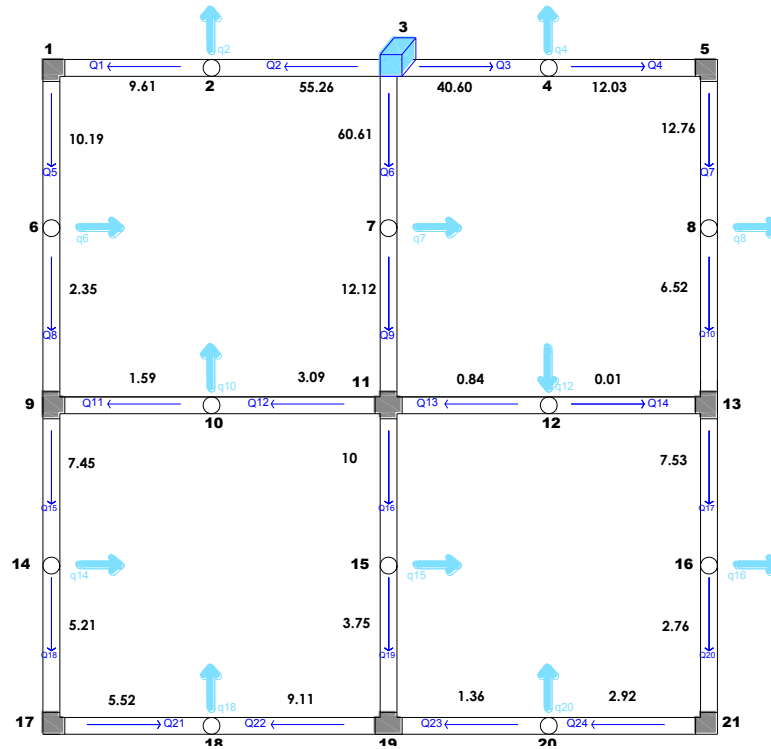 3
1 5
q2 q4
Q1 Q2 Q3 Q4
9.61 2 55.26 40.60 4 12.03
10.19 60.61 12.76
Q5 Q6 Q7
6 7 8
q6 q7 q8
2.35 12.12 6.52
Q8 Q9 Q10
1.59 3.09 11 0.84 0.01
q10 q12
9 Q11 Q12 Q13 Q14 13
10 12
7.45 10 7.53
Q15 Q16 Q17
14 15 16
q14 q15 q16
5.21 3.75 2.76
Q18 Q19 Q20
5.52 9.11 1.36 2.92
q18 q20
17 Q21 Q22 Q23 Q24 21
18 19 20